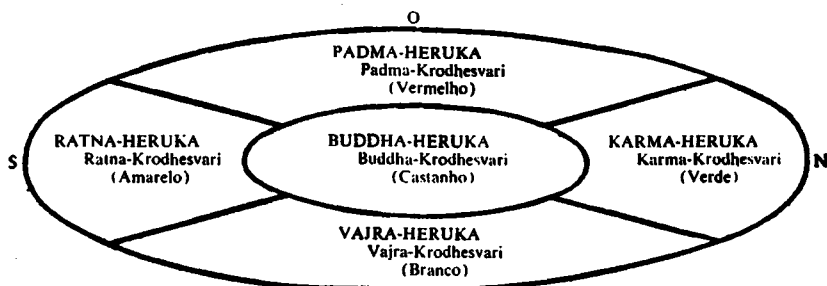 O
PADMA-HERUKA
Padma-Krodhesvari
(Vermelho)
S
RATNA-HERUKA
Ratna-Krodhesvari
(Amarelo)
BUDDHA-HERUKA
Buddha-Krodhesvari
(Castanho)
KARMA-HERUKA
Karma-Krodhesvari
(Verde)
N
VAJRA-HERUKA
Vajra-Krodhesvari
(Branco)